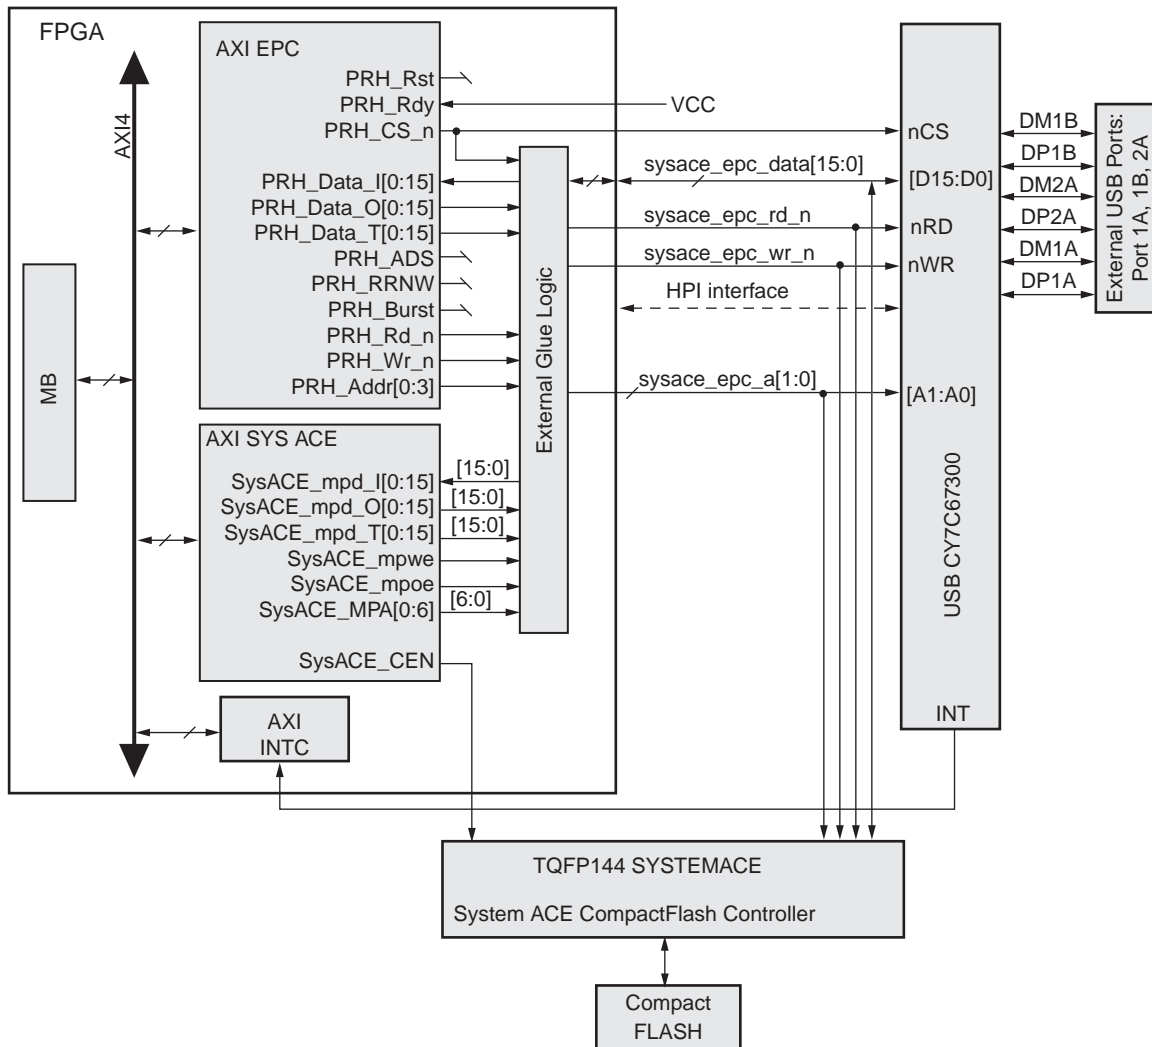 FPGA
AXI4
MB
AXI EPC
PRH_Rst
PRH_Rdy
PRH_CS_n
PRH_Data_I[0:15]
PRH_Data_O[0:15]
PRH_Data_T[0:15]
PRH_ADS
PRH_RRNW
PRH_Burst
PRH_Rd_n
PRH_Wr_n
PRH_Addr[0:3]
AXI SYS ACE
SysACE_mpd_I[0:15]
SysACE_mpd_O[0:15]
SysACE_mpd_T[0:15]
SysACE_mpwe
SysACE_mpoe
SysACE_MPA[0:6]
SysACE_CEN
[15:0]
[15:0]
[15:0]
[6:0]
AXI
INTC
External Glue Logic
VCC
sysace_epc_data[15:0]
sysace_epc_rd_n
sysace_epc_wr_n
HPI interface
sysace_epc_a[1:0]
nCS
[D15:D0]
nRD
nWR
[A1:A0]
USB CY7C67300
INT
DM1B
DP1B
DM2A
DP2A
DM1A
DP1A
External USB Ports:
Port 1A, 1B, 2A
TQFP144 SYSTEMACE
System ACE CompactFlash Controller
Compact
FLASH